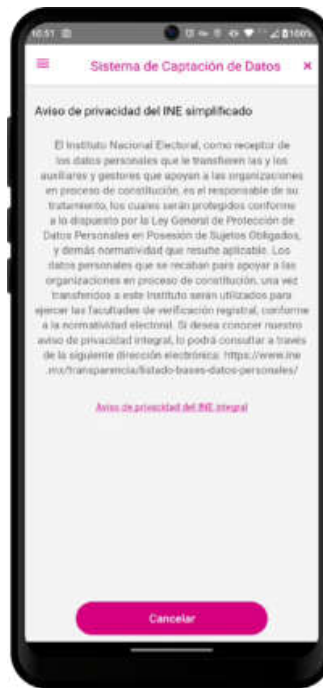 10:51
100%
Sistema de Captación de Datos
Aviso de privacidad del INE simplificado
El Instituto Nacional Electoral, como receptor de
los datos personales que le transfieren las y los
auxiliares y gestores que apoyan a las organizaciones
en proceso de constitución, es el responsable de su
tratamiento, los cuales serán protegidos conforme
a lo dispuesto por la Ley General de Protección de
Datos Personales en Posesión de Sujetos Obligados,
y demás normatividad que resulte aplicable. Los
datos personales que se recaban para apoyar a las
organizaciones en proceso de constitución, una vez
transferidos a este Instituto serán utilizados para
ejercer las facultades de verificación registral, conforme
a la normatividad electoral. Si desea conocer nuestro
aviso de privacidad integral, lo podrá consultar a través
de la siguiente dirección electrónica: https://www.ine
.mx/transparencia/listado-bases-datos-personales/
Aviso de privacidad del INE integral
Cancelar